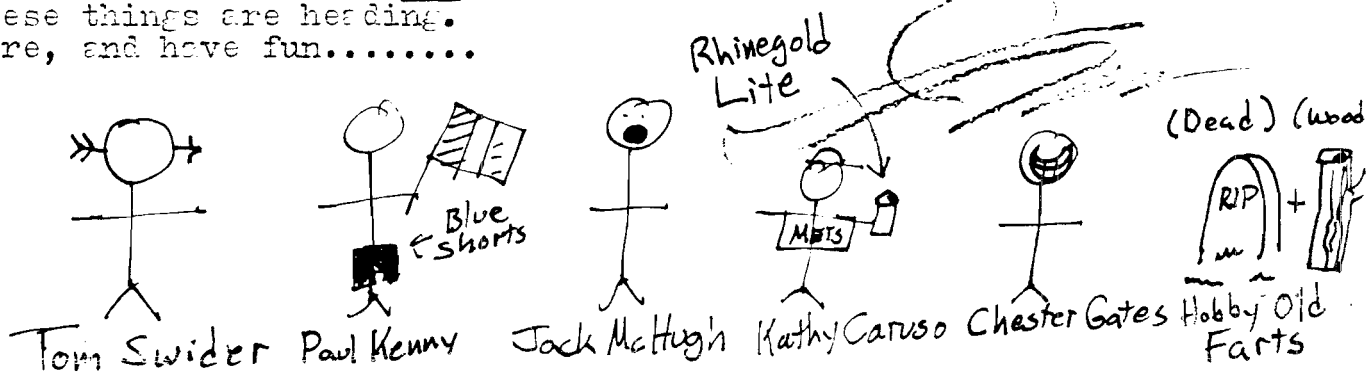 ese things are heading.
re, and have fun........
Rhinegold
Lite
(Dead) (Wood
Blue
Shorts
METS
RIP
+
Tom Swider Paul Kenny Jack McHugh Kathy Caruso Chester Gates Hobby Old
Farts